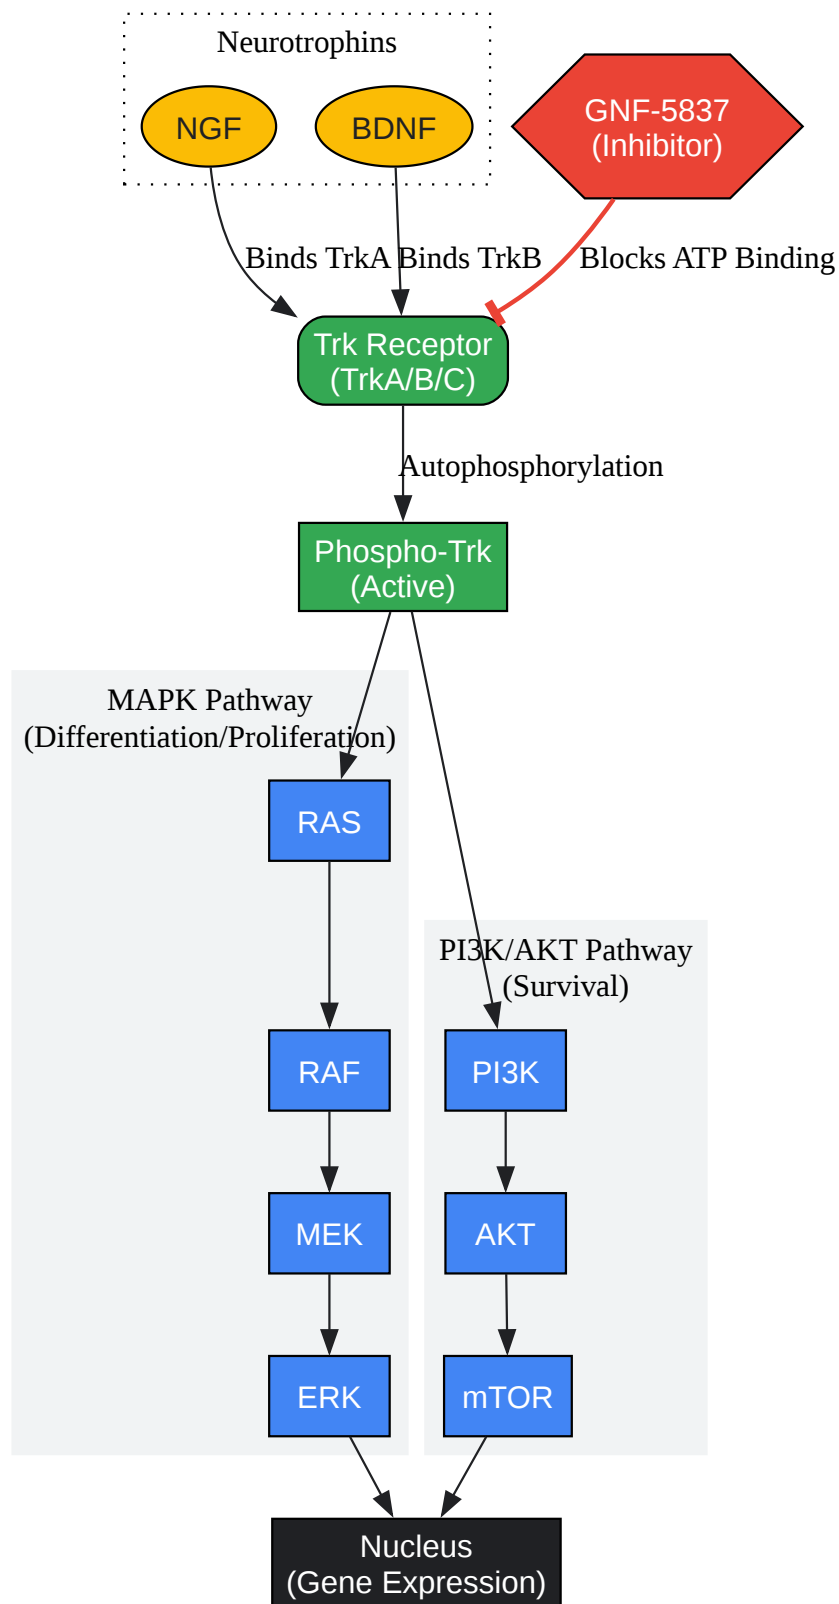 Neurotrophins
NGF
BDNF
GNF-5837
(Inhibitor)
Binds TrkA
Binds TrkB
Blocks ATP Binding
Trk Receptor
(TrkA/B/C)
Autophosphorylation
Phospho-Trk
(Active)
MAPK Pathway
(Differentiation/Proliferation)
RAS
PI3K/AKT Pathway
(Survival)
RAF
PI3K
MEK
AKT
ERK
mTOR
Nucleus
(Gene Expression)